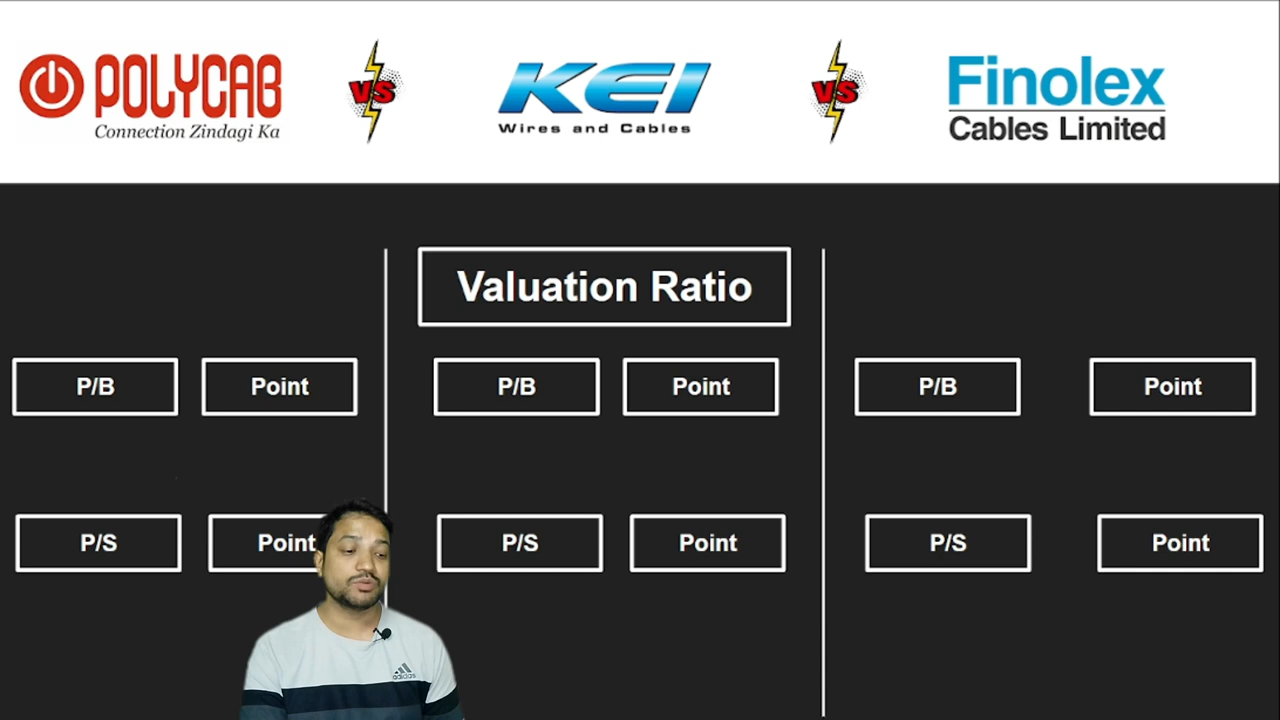 POLYCAB
Connection Zindagi Ka
VS
KEI
Wires and Cables
VS
Finolex
Cables Limited
Valuation Ratio
P/B Point P/B Point P/B Point
P/S Point P/S Point P/S Point
adidas